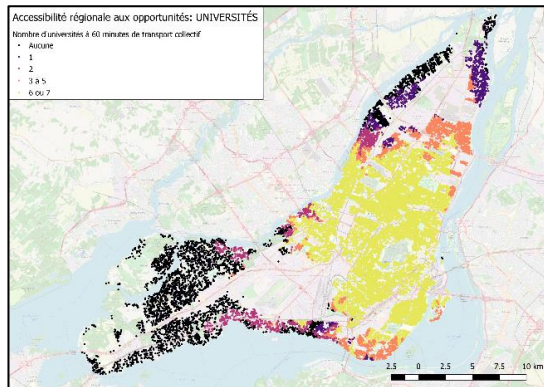 Accessibilité régionale aux opportunités: UNIVERSITÉS
Nombre d'universités à 60 minutes de transport collectif
Aucune
1
2
3 à 5
6 ou 7
2.5 0 2.5 5 7.5 10 km